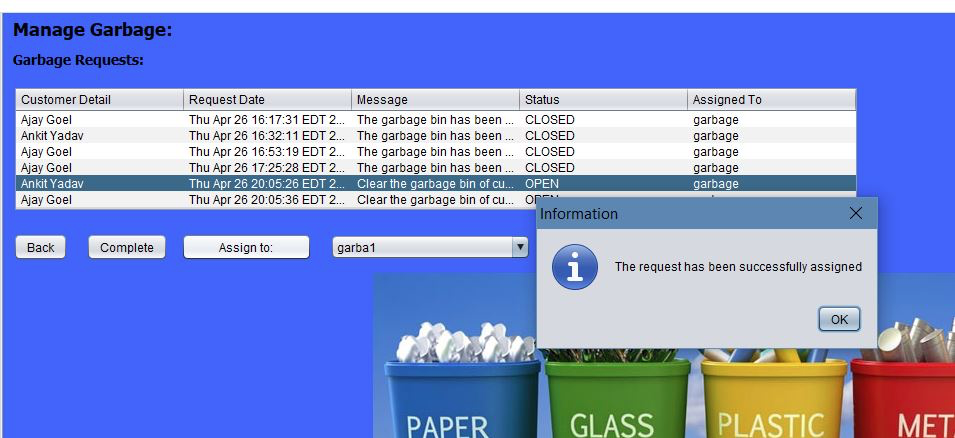 Manage Garbage:
Garbage Requests:
Customer Detail Request Date Message Status Assigned To
Ajay Goel Thu Apr 26 16:17:31 EDT 2... The garbage bin has been ... CLOSED garbage
Ankit Yadav Thu Apr 26 16:32:11 EDT 2... The garbage bin has been ... CLOSED garbage
Ajay Goel Thu Apr 26 16:53:19 EDT 2... The garbage bin has been ... CLOSED garbage
Ajay Goel Thu Apr 26 17:25:28 EDT 2... The garbage bin has been ... CLOSED garbage
Ankit Yadav Thu Apr 26 20:05:26 EDT 2... Clear the garbage bin of cu... OPEN garbage
Ajay Goel Thu Apr 26 20:05:36 EDT 2... Clear the garbage bin of cu...
Information
Back Complete Assign to: garba1
The request has been successfully assigned
OK
PAPER GLASS PLASTIC MET